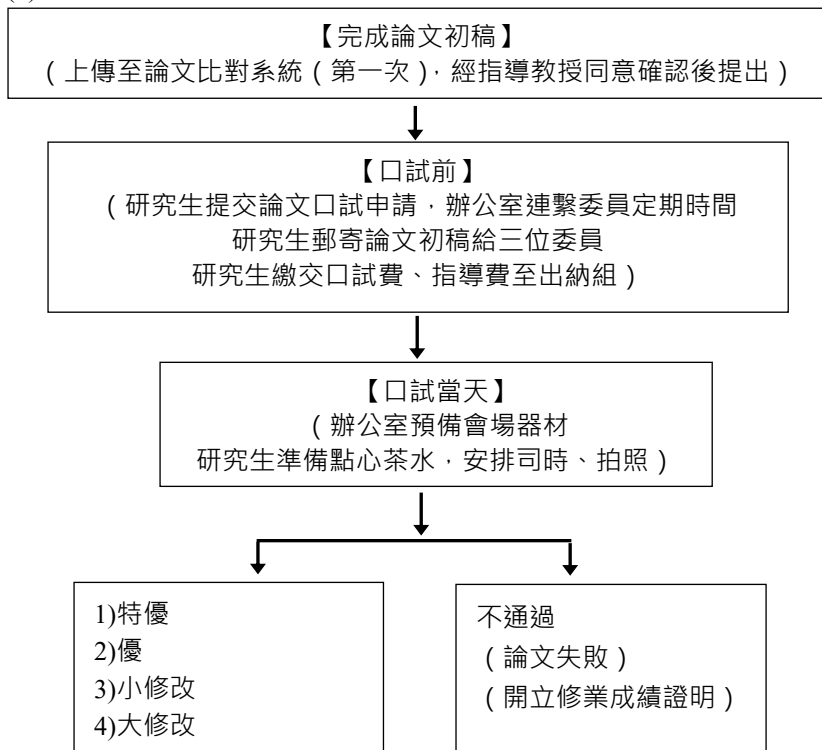 【完成論文初稿】
（上傳至論文比對系統（第一次），經指導教授同意確認後提出）
【口試前】
（研究生提交論文口試申請，辦公室連繫委員定期時間
研究生郵寄論文初稿給三位委員
研究生繳交口試費、指導費至出納組）
【口試當天】
（辦公室預備會場器材
研究生準備點心茶水，安排司時、拍照）
1)特優
2)優
3)小修改
4)大修改
不通過
（論文失敗）
（開立修業成績證明）